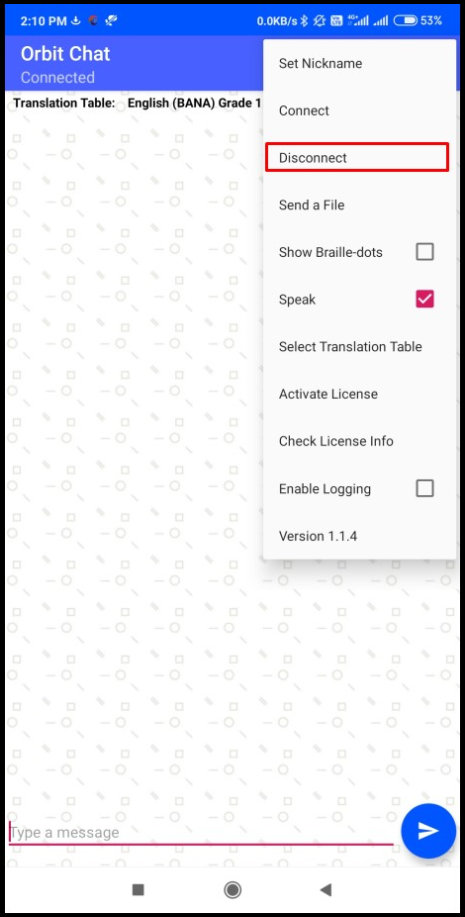 2:10 PM 0.0KB/s 4G+ 53%
Orbit Chat
Connected
Translation Table: English (BANA) Grade 1
Set Nickname
Connect
Disconnect
Send a File
Show Braille-dots
Speak
Select Translation Table
Activate License
Check License Info
Enable Logging
Version 1.1.4
Type a message